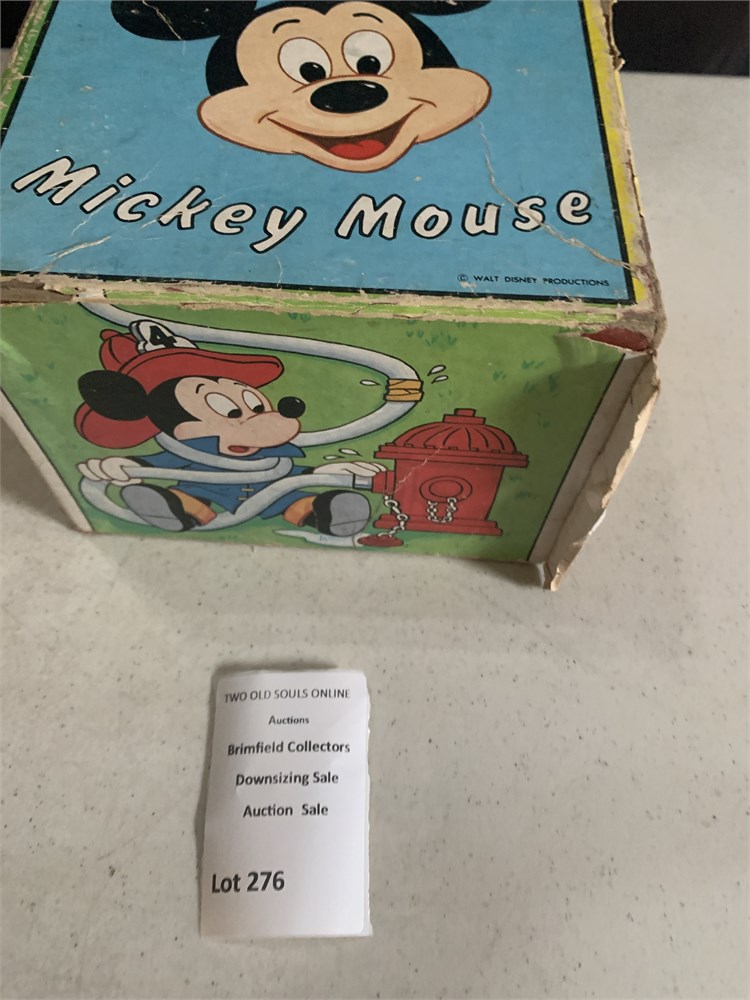 Mickey Mouse
© WALT DISNEY PRODUCTIONS
4
TWO OLD SOULS ONLINE
Auctions
Brimfield Collectors
Downsizing Sale
Auction Sale
Lot 276